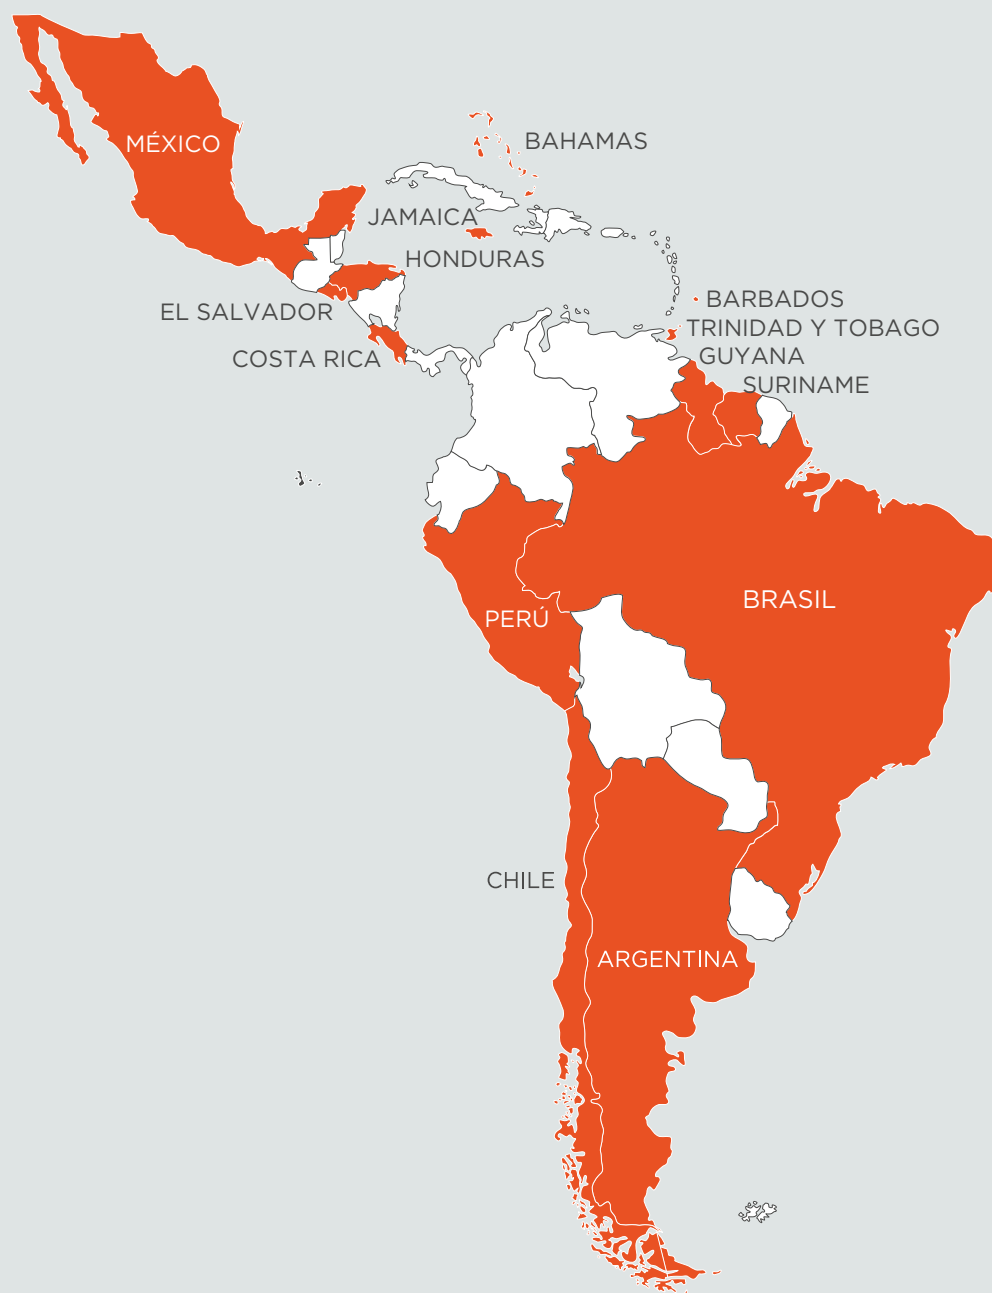 MÉXICO
BAHAMAS
JAMAICA
HONDURAS
BARBADOS
EL SALVADOR
TRINIDAD Y TOBAGO
COSTA RICA
GUYANA
SURINAME
BRASIL
PERÚ
CHILE
ARGENTINA